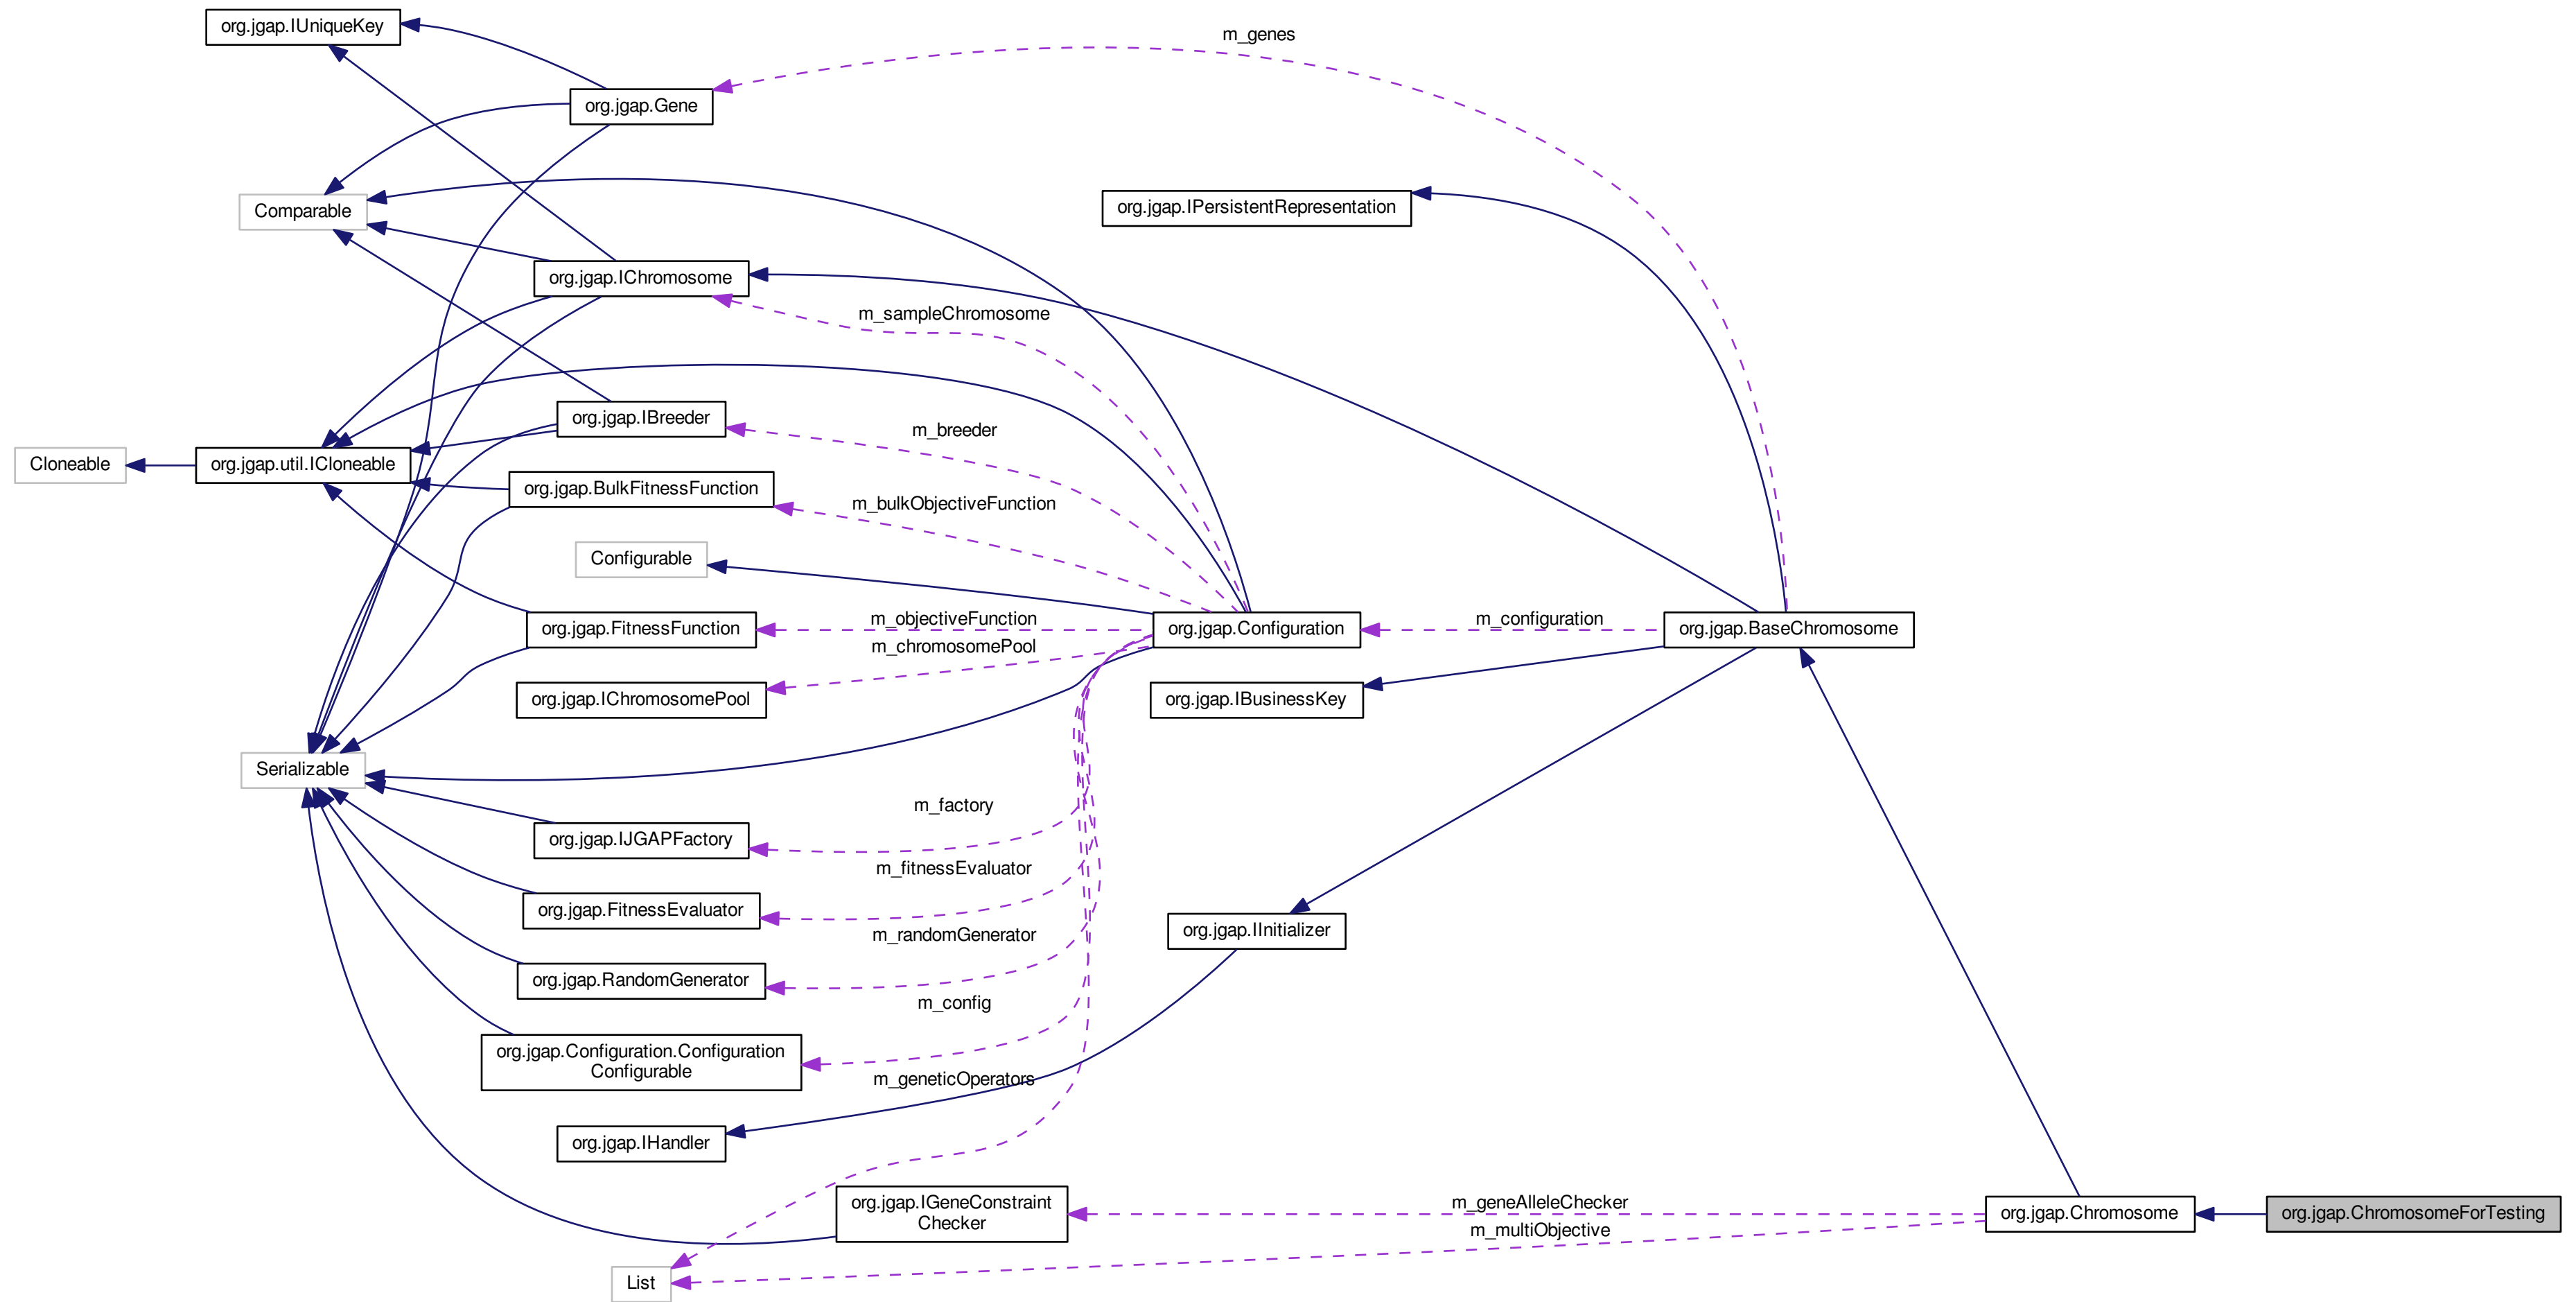 org.jgap.IUniqueKey
m_genes
org.jgap.Gene
Comparable
org.jgap.IPersistentRepresentation
org.jgap.IChromosome
m_sampleChromosome
org.jgap.IBreeder
m_breeder
Cloneable
org.jgap.util.ICloneable
org.jgap.BulkFitnessFunction
m_bulkObjectiveFunction
Configurable
org.jgap.FitnessFunction
m_objectiveFunction
org.jgap.Configuration
m_configuration
org.jgap.BaseChromosome
m_chromosomePool
org.jgap.IChromosomePool
org.jgap.IBusinessKey
Serializable
m_factory
org.jgap.IJGAPFactory
m_fitnessEvaluator
org.jgap.FitnessEvaluator
m_randomGenerator
org.jgap.IInitializer
org.jgap.RandomGenerator
m_config
org.jgap.Configuration.Configuration
Configurable
m_geneticOperators
org.jgap.IHandler
org.jgap.IGeneConstraint
Checker
m_geneAlleleChecker
m_multiObjective
org.jgap.Chromosome
org.jgap.ChromosomeForTesting
List